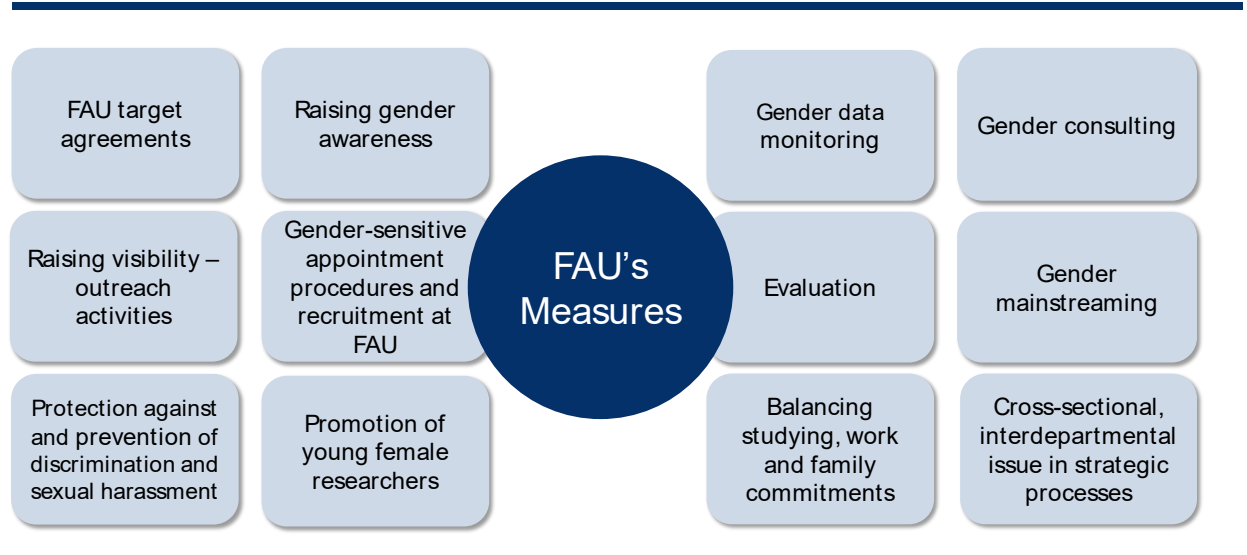 FAU target
agreements
Raising gender
awareness
Gender data
monitoring
Gender consulting
Raising visibility –
outreach
activities
Gender-sensitive
appointment
procedures and
recruitment at
FAU
FAU's
Measures
Evaluation
Gender
mainstreaming
Protection against
and prevention of
discrimination and
sexual harassment
Promotion of
young female
researchers
Balancing
studying, work
and family
commitments
Cross-sectional,
interdepartmental
issue in strategic
processes